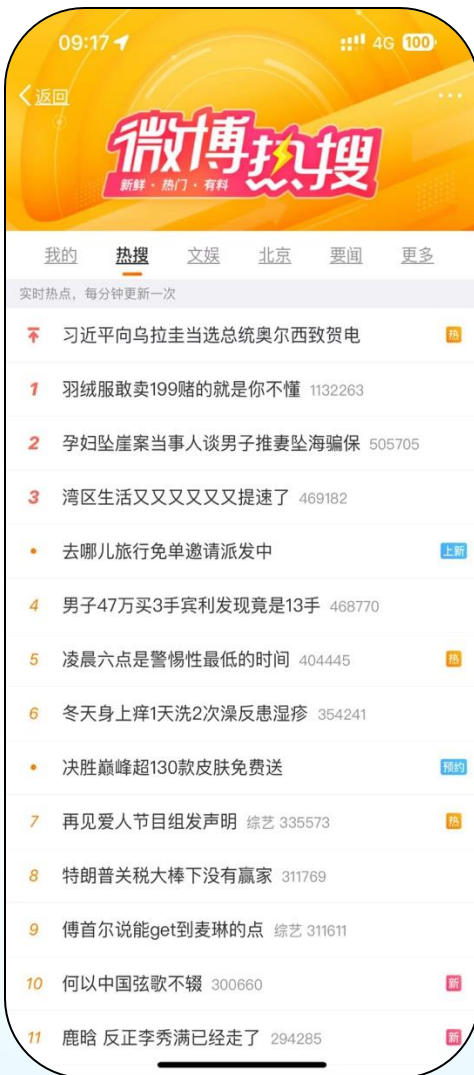 09:17 4G 100
返回
微博热搜
新鲜·热门·有料
我的 热搜 文娱 北京 要闻 更多
实时热点，每分钟更新一次
习近平向乌拉圭当选总统奥尔西致贺电 热
1 羽绒服敢卖199赌的就是你不懂 1132263
2 孕妇坠崖案当事人谈男子推妻坠海骗保 505705
3 湾区生活又又又又又又提速了 469182
• 去哪儿旅行免单邀请派发中 上新
4 男子47万买3手宾利发现竟是13手 468770
5 凌晨六点是警惕性最低的时间 404445 热
6 冬天身上痒1天洗2次澡反患湿疹 354241
• 决胜巅峰超130款皮肤免费送 预约
7 再见爱人节目组发声明 综艺 335573 热
8 特朗普关税大棒下没有赢家 311769
9 傅首尔说能get到麦琳的点 综艺 311611
10 何以中国弦歌不辍 300660 新
11 鹿晗 反正李秀满已经走了 294285 新